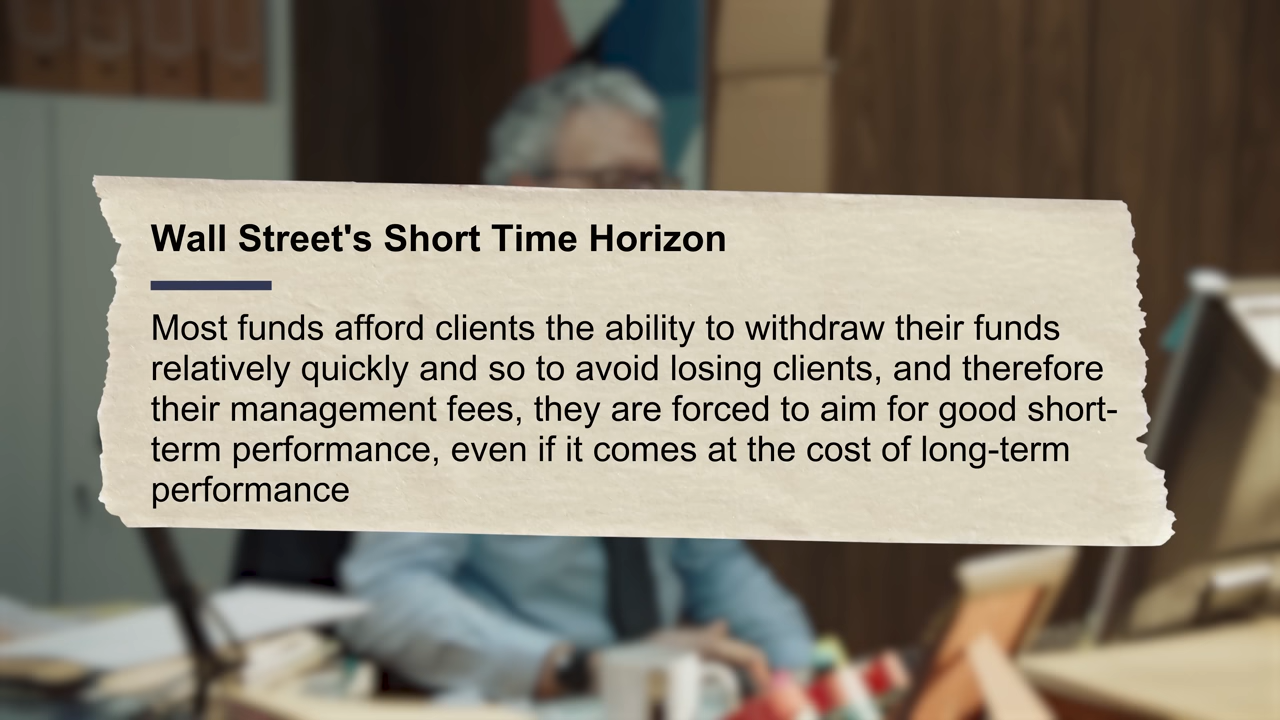 Wall Street's Short Time Horizon
Most funds afford clients the ability to withdraw their funds
relatively quickly and so to avoid losing clients, and therefore
their management fees, they are forced to aim for good short-
term performance, even if it comes at the cost of long-term
performance